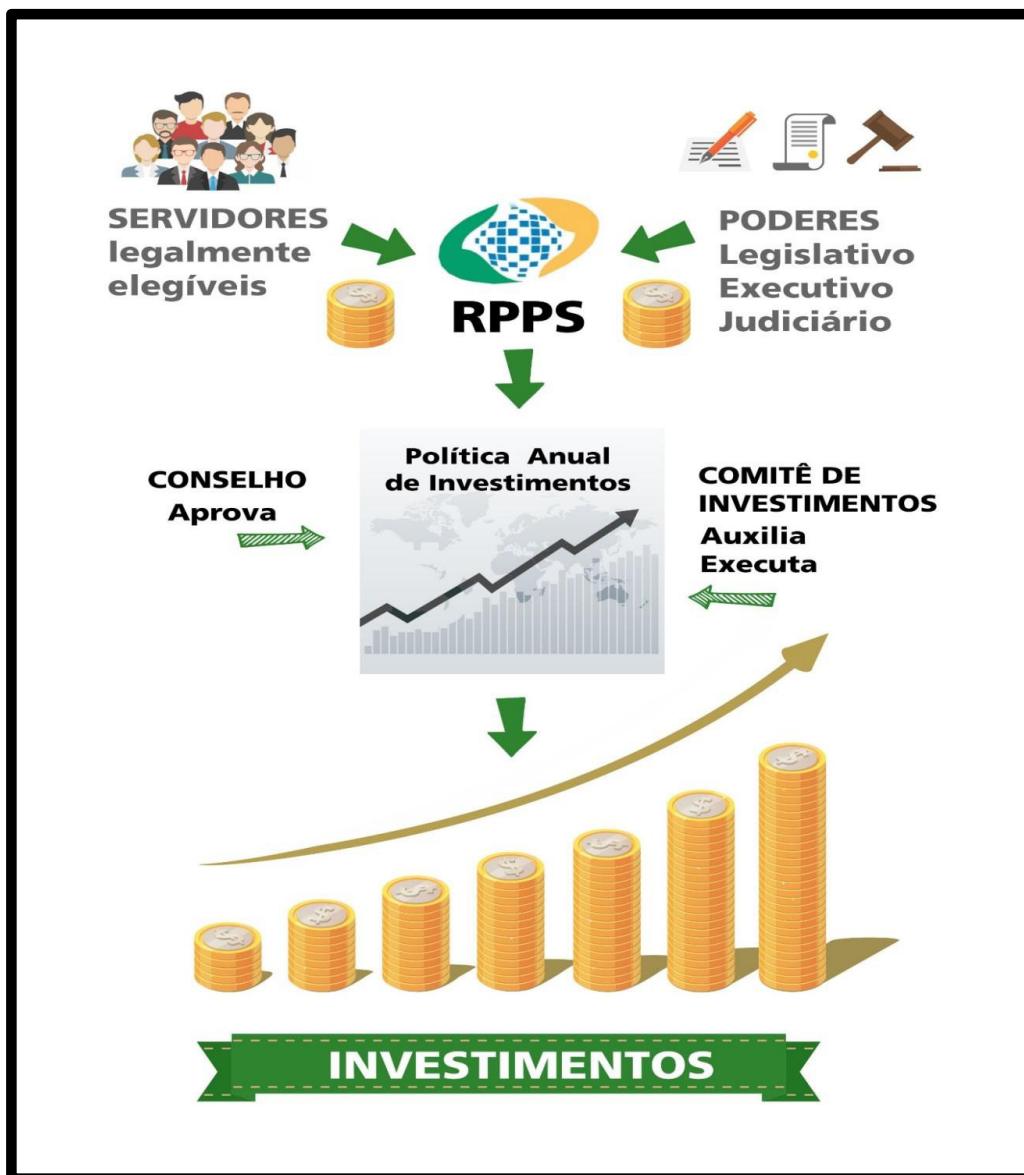 SERVIDORES
legalmente
elegíveis
RPPS
PODERES
Legislativo
Executivo
Judiciário
Política Anual
de Investimentos
CONSELHO
Aprova
COMITÊ DE
INVESTIMENTOS
Auxilia
Executa
INVESTIMENTOS